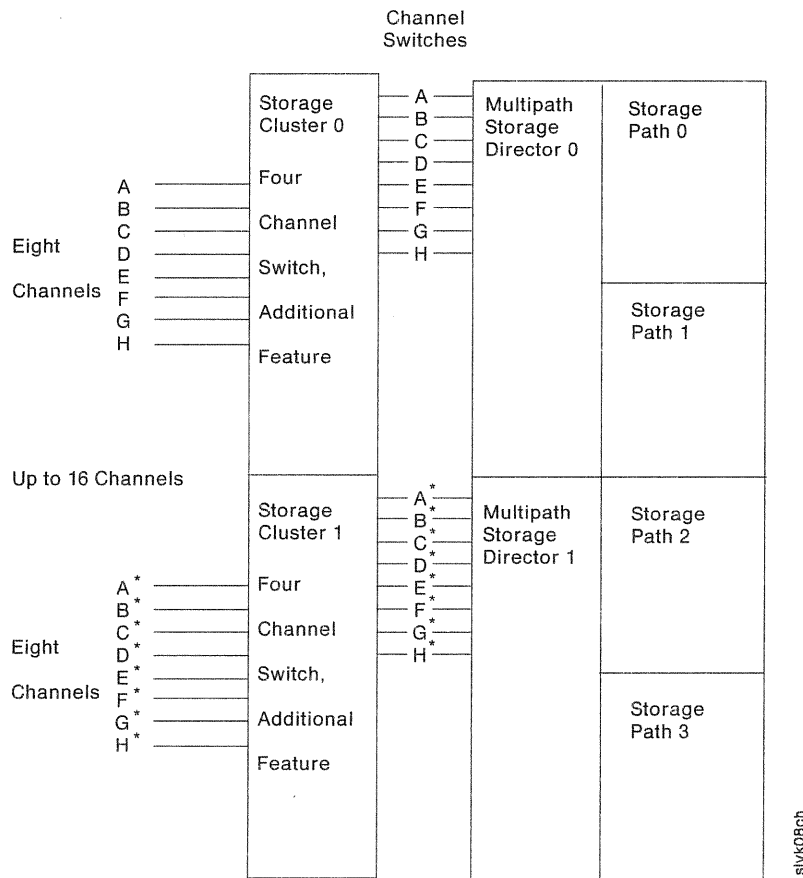 Channel
Switches
Storage
Cluster 0
Four
Channel
Switch,
Additional
Feature
Eight
Channels
A
B
C
D
E
F
G
H
A
B
C
D
E
F
G
H
Multipath
Storage
Director 0
Storage
Path 0
Storage
Path 1
Up to 16 Channels
Storage
Cluster 1
Four
Channel
Switch,
Additional
Feature
Eight
Channels
A*
B*
C*
D*
E*
F*
G*
H*
A*
B*
C*
D*
E*
F*
G*
H*
Multipath
Storage
Director 1
Storage
Path 2
Storage
Path 3
slyk08ch